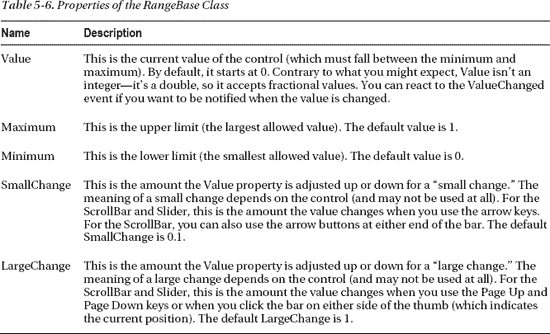 Table 5-6. Properties of the RangeBase Class
Name Description
Value This is the current value of the control (which must fall between the minimum and
maximum). By default, it starts at 0. Contrary to what you might expect, Value isn't an
integer—it's a double, so it accepts fractional values. You can react to the ValueChanged
event if you want to be notified when the value is changed.
Maximum This is the upper limit (the largest allowed value). The default value is 1.
Minimum This is the lower limit (the smallest allowed value). The default value is 0.
SmallChange This is the amount the Value property is adjusted up or down for a “small change.” The
meaning of a small change depends on the control (and may not be used at all). For the
ScrollBar and Slider, this is the amount the value changes when you use the arrow keys.
For the ScrollBar, you can also use the arrow buttons at either end of the bar. The default
SmallChange is 0.1.
LargeChange This is the amount the Value property is adjusted up or down for a “large change.” The
meaning of a large change depends on the control (and may not be used at all). For the
ScrollBar and Slider, this is the amount the value changes when you use the Page Up and
Page Down keys or when you click the bar on either side of the thumb (which indicates
the current position). The default LargeChange is 1.